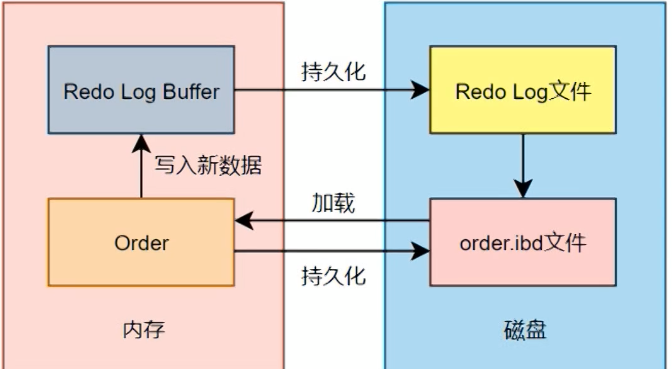 Redo Log Buffer
持久化
Redo Log文件
写入新数据
Order
加载
持久化
order.ibd文件
内存
磁盘